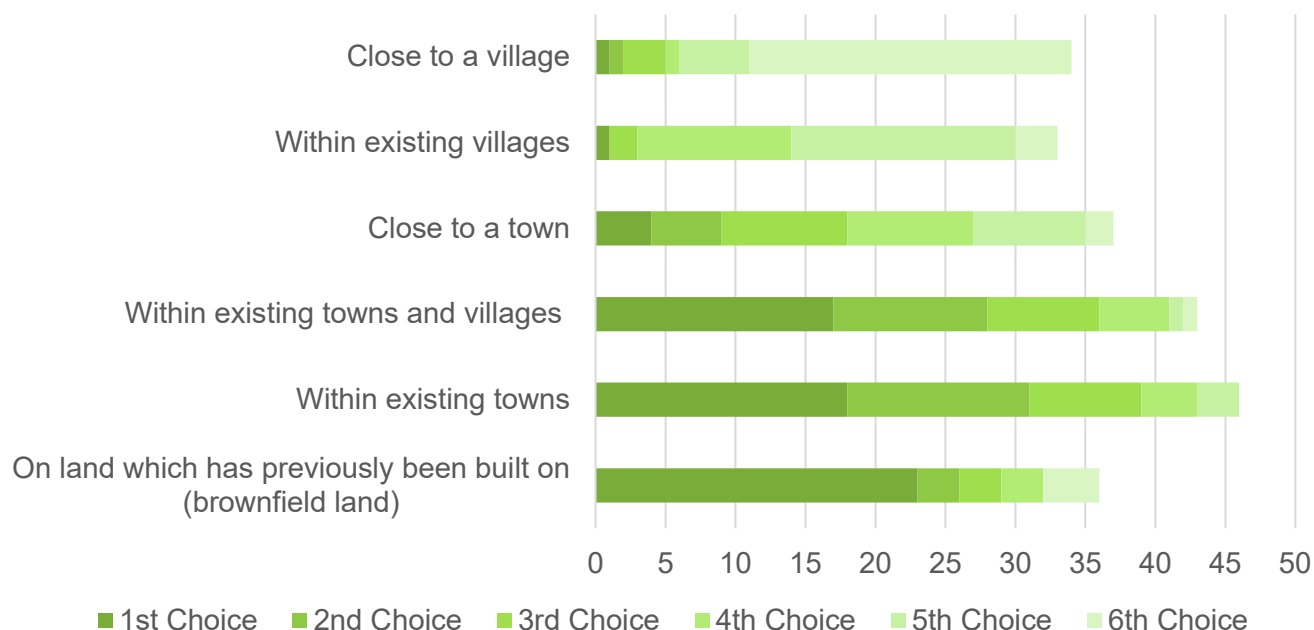 Close to a village
Within existing villages
Close to a town
Within existing towns and villages
Within existing towns
On land which has previously been built on
(brownfield land)
0 5 10 15 20 25 30 35 40 45 50
1st Choice 2nd Choice 3rd Choice 4th Choice 5th Choice 6th Choice